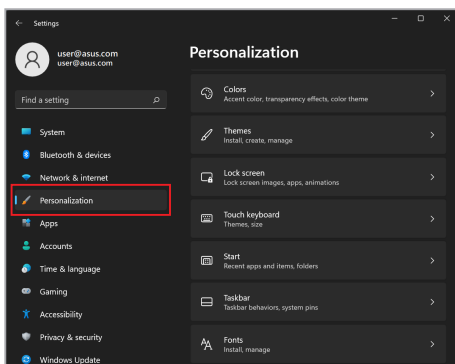 Settings
user@asus.com
user@asus.com
Find a setting
System
Bluetooth & devices
Network & internet
Personalization
Apps
Accounts
Time & language
Gaming
Accessibility
Privacy & security
Windows Update
Personalization
Colors
Accent color, transparency effects, color theme
Themes
Install, create, manage
Lock screen
Lock screen images, apps, animations
Touch keyboard
Themes, size
Start
Recent apps and items, folders
Taskbar
Taskbar behaviors, system pins
Fonts
Install, manage